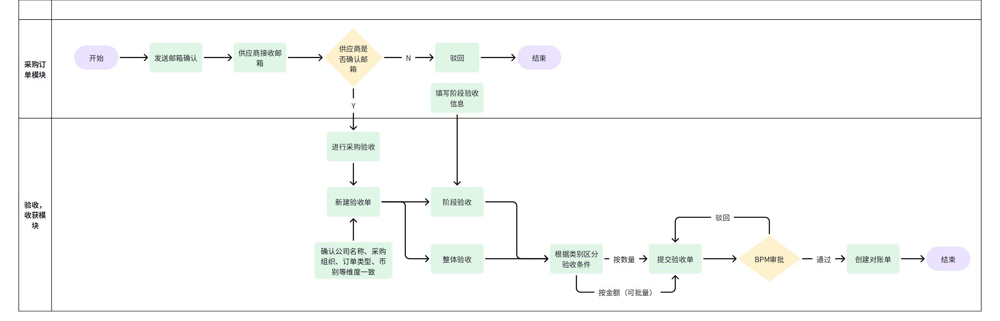 采购订
单模块
开始
发送邮箱确认
供应商接收邮
箱
供应商是
否确认邮
箱
N
驳回
结束
Y
填写阶段验收
信息
验收，
收获模
块
进行采购验收
新建验收单
阶段验收
确认公司名称、采购
组织、订单类型、币
别等维度一致
整体验收
根据类别区分
验收条件
按数量
按金额（可批量）
提交验收单
驳回
BPM审批
通过
创建对账单
结束